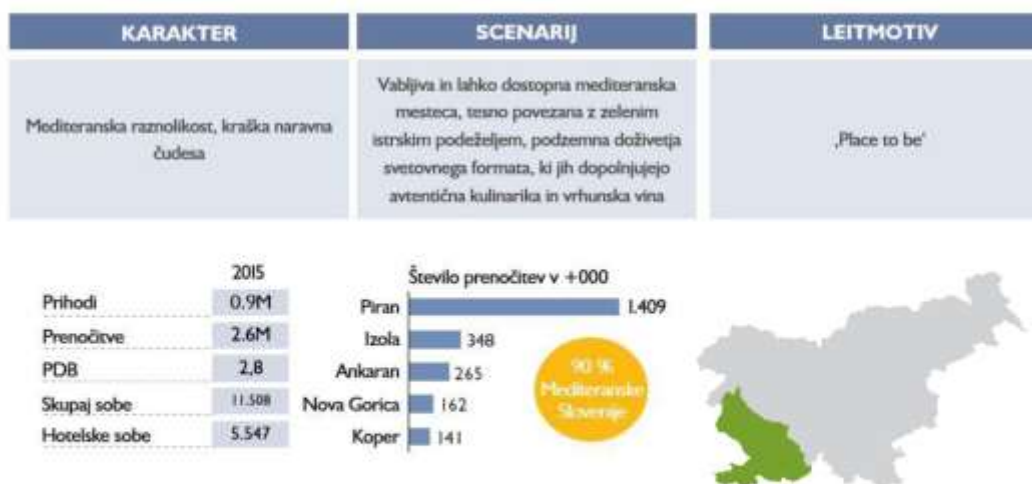 KARAKTER
SCENARIJ
LEITMOTIV
Mediteranska raznolikost, kraška naravna
čudesa
Vabljiva in lahko dostopna mediteranska
mesteca, tesno povezana z zelenim
istrskim podeželjem, podzemna doživetja
svetovnega formata, ki jih dopolnjujejo
avtentična kulinarika in vrhunska vina
‚Place to be‘
2015
Prihodi 0.9M
Prenočitve 2.6M
PDB 2,8
Skupaj sobe 11.508
Hotelske sobe 5.547
Število prenočitev v +000
Piran 1.409
Izola 348
Ankaran 265
Nova Gorica 162
Koper 141
90 %
Mediteranske
Slovenije